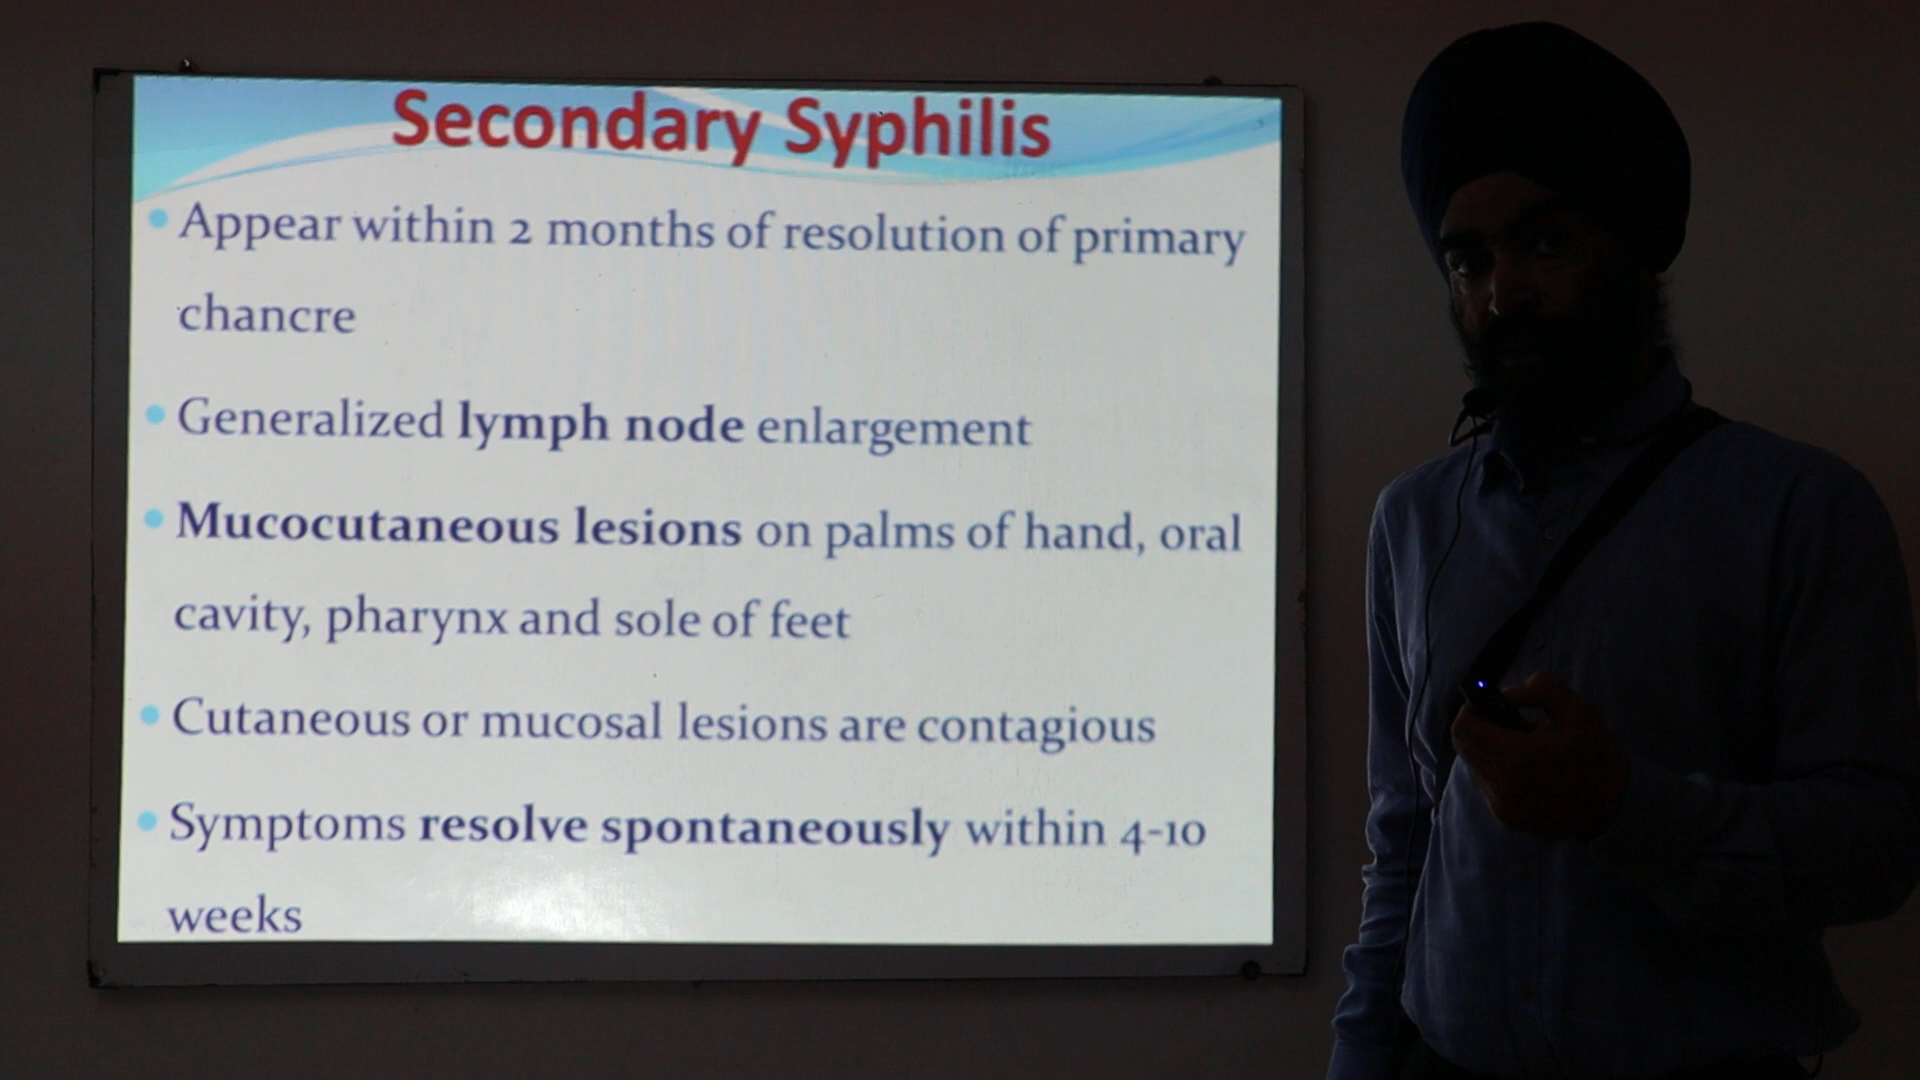 Secondary Syphilis
• Appear within 2 months of resolution of primary
chancre
• Generalized lymph node enlargement
• Mucocutaneous lesions on palms of hand, oral
cavity, pharynx and sole of feet
• Cutaneous or mucosal lesions are contagious
• Symptoms resolve spontaneously within 4-10
weeks